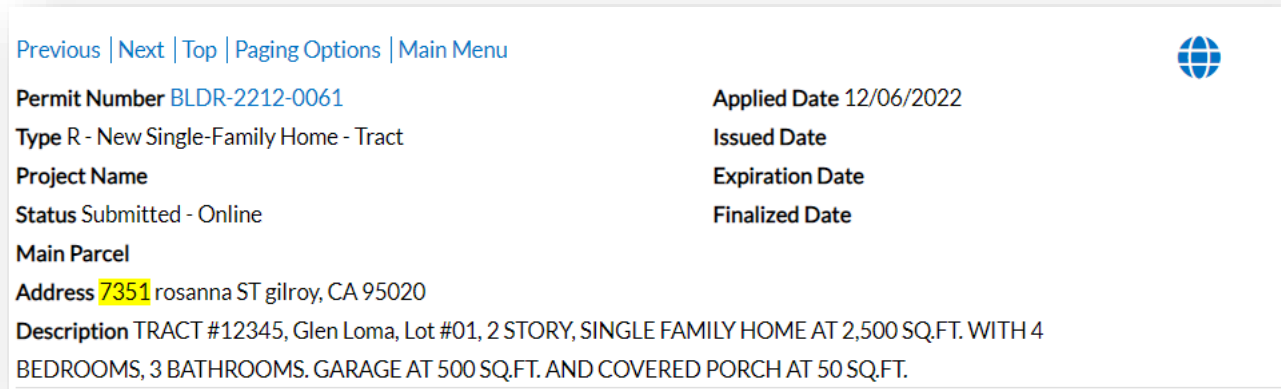 Previous | Next | Top | Paging Options | Main Menu
Permit Number BLDR-2212-0061 Applied Date 12/06/2022
Type R - New Single-Family Home - Tract Issued Date
Project Name Expiration Date
Status Submitted - Online Finalized Date
Main Parcel
Address 7351 rosanna ST gilroy, CA 95020
Description TRACT #12345, Glen Loma, Lot #01, 2 STORY, SINGLE FAMILY HOME AT 2,500 SQ.FT. WITH 4
BEDROOMS, 3 BATHROOMS. GARAGE AT 500 SQ.FT. AND COVERED PORCH AT 50 SQ.FT.